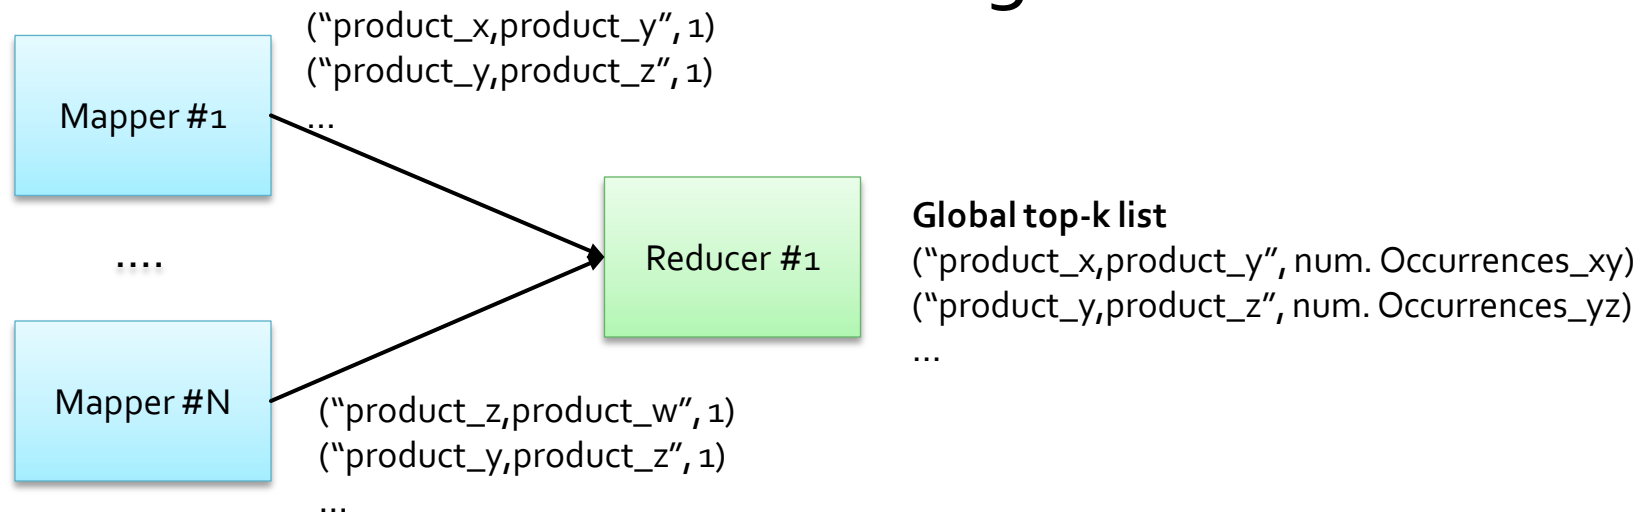 ("product_x,product_y", 1)
("product_y,product_z", 1)
...
Mapper #1
....
Reducer #1
Global top-k list
("product_x,product_y", num. Occurrences_xy)
("product_y,product_z", num. Occurrences_yz)
...
Mapper #N
("product_z,product_w", 1)
("product_y,product_z", 1)
...